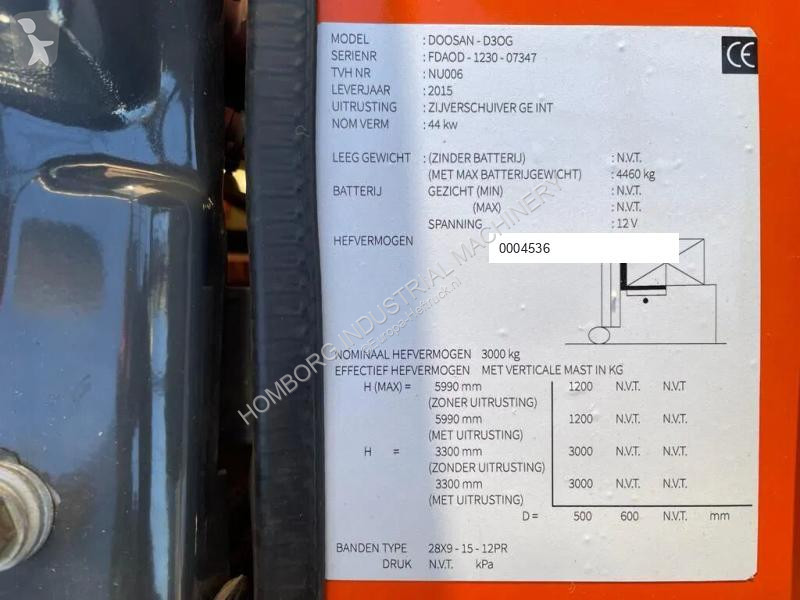 MODEL : DOOSAN - D3OG
SERIENR : FDAOD - 1230 - 07347
TVH NR : NU006
LEVERJAAR : 2015
UITRUSTING : ZIJVERSCHUIVER GE INT
NOM VERM : 44 kw
CE
LEEG GEWICHT : (ZINDER BATTERIJ) : N.V.T.
(MET MAX BATTERIJGEWICHT) : 4460 kg
BATTERIJ GEZICHT (MIN) : N.V.T.
(MAX) : N.V.T.
SPANNING : 12 V
HEFVERMOGEN
0004536
HOMBORG INDUSTRIAL MACHINERY
NOMINAAL HEFVERMOGEN 3000 kg
EFFECTIEF HEFVERMOGEN MET VERTICALE MAST IN KG
H (MAX) = 5990 mm 1200 N.V.T. N.V.T
(ZONER UITRUSTING)
5990 mm 1200 N.V.T. N.V.T.
(MET UITRUSTING)
H = 3300 mm 3000 N.V.T. N.V.T.
(ZONDER UITRUSTING)
3300 mm 3000 N.V.T. N.V.T.
(MET UITRUSTING)
D = 500 600 N.V.T. mm
BANDEN TYPE 28X9 - 15 - 12PR
DRUK N.V.T. kPa